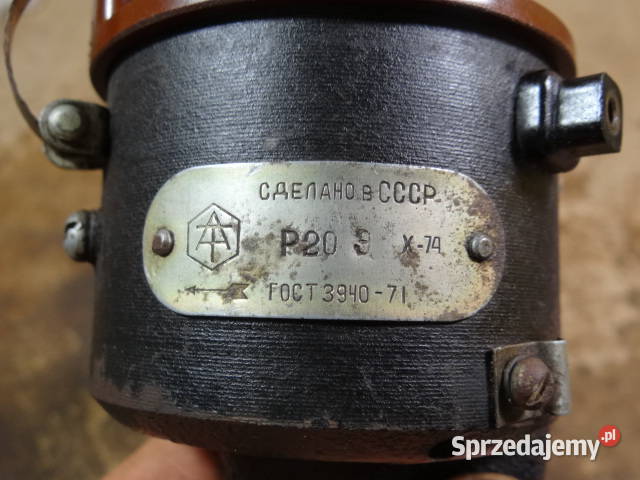 СДЕЛАНО В СССР
Р20 Э X-74
ГОСТ 3940-71
Sprzedajemy.pl